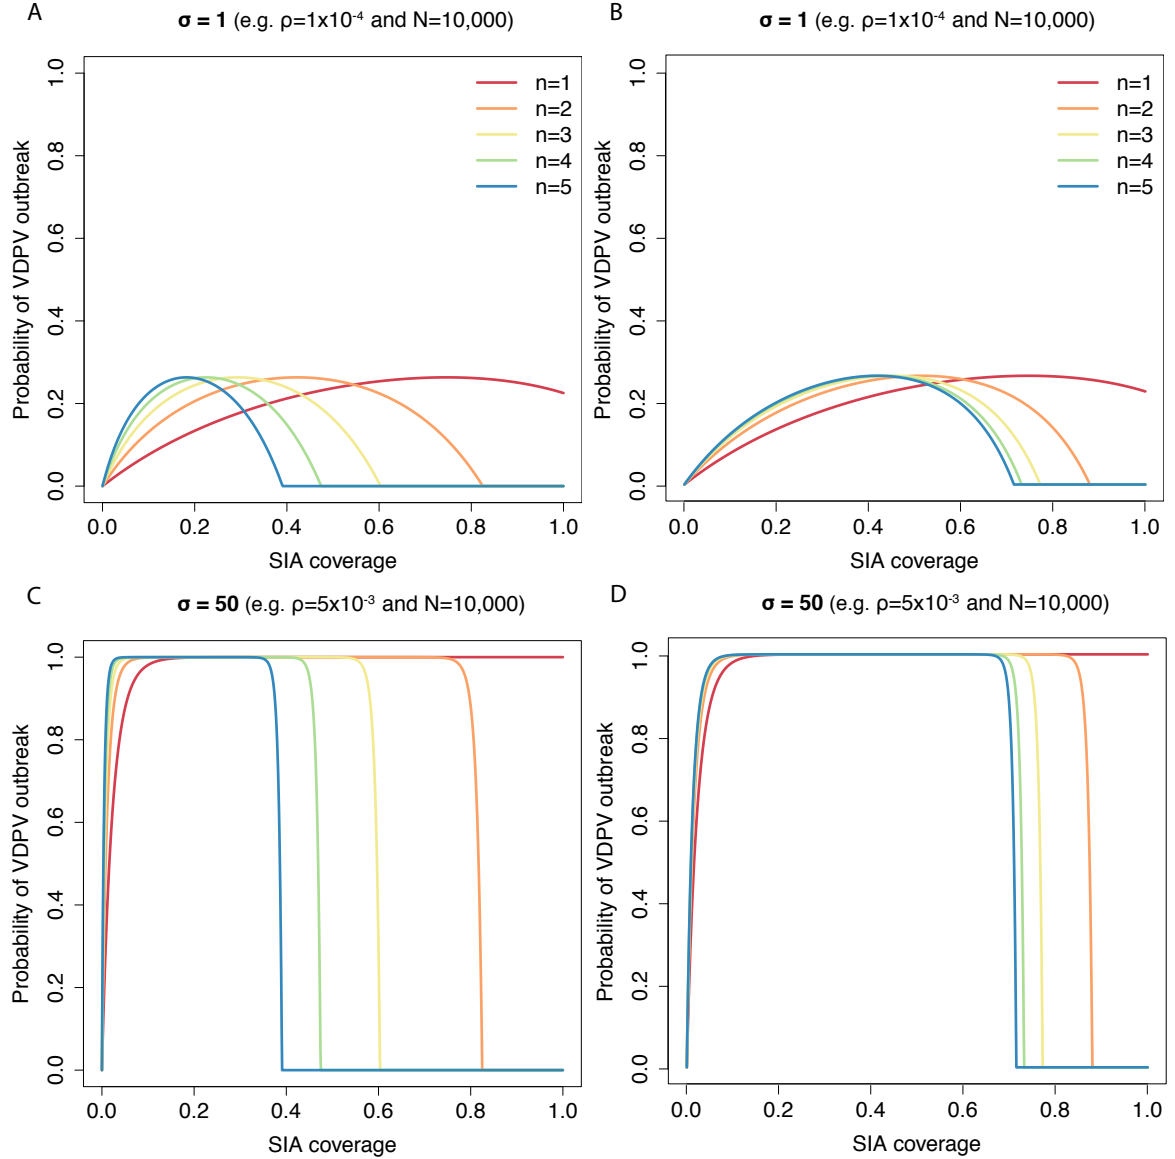 A
σ = 1 (e.g. ρ=1x10⁻⁴ and N=10,000)
Probability of VDPV outbreak
1.0
0.8
0.6
0.4
0.2
0.0
n=1
n=2
n=3
n=4
n=5
0.0 0.2 0.4 0.6 0.8 1.0
SIA coverage
B
σ = 1 (e.g. ρ=1x10⁻⁴ and N=10,000)
Probability of VDPV outbreak
1.0
0.8
0.6
0.4
0.2
0.0
n=1
n=2
n=3
n=4
n=5
0.0 0.2 0.4 0.6 0.8 1.0
SIA coverage
C
σ = 50 (e.g. ρ=5x10⁻³ and N=10,000)
Probability of VDPV outbreak
1.0
0.8
0.6
0.4
0.2
0.0
0.0 0.2 0.4 0.6 0.8 1.0
SIA coverage
D
σ = 50 (e.g. ρ=5x10⁻³ and N=10,000)
Probability of VDPV outbreak
1.0
0.8
0.6
0.4
0.2
0.0
0.0 0.2 0.4 0.6 0.8 1.0
SIA coverage